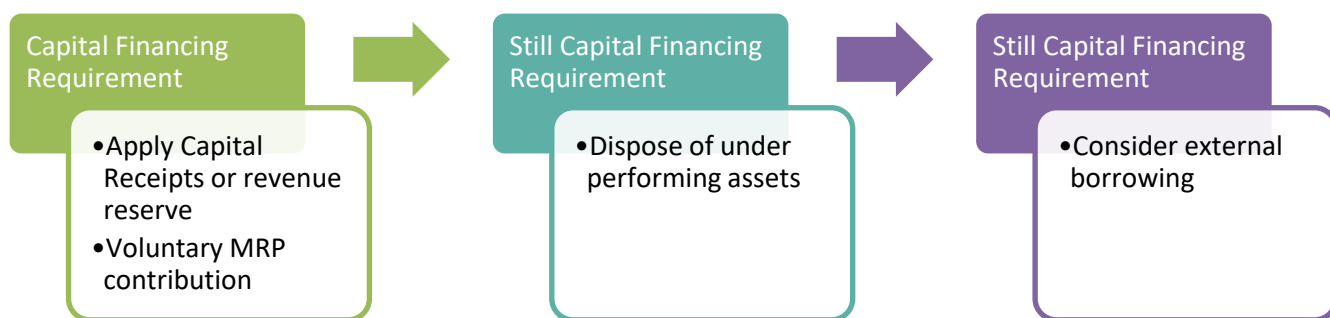 Capital Financing
Requirement
•Apply Capital
Receipts or revenue
reserve
•Voluntary MRP
contribution
Still Capital Financing
Requirement
•Dispose of under
performing assets
Still Capital Financing
Requirement
•Consider external
borrowing